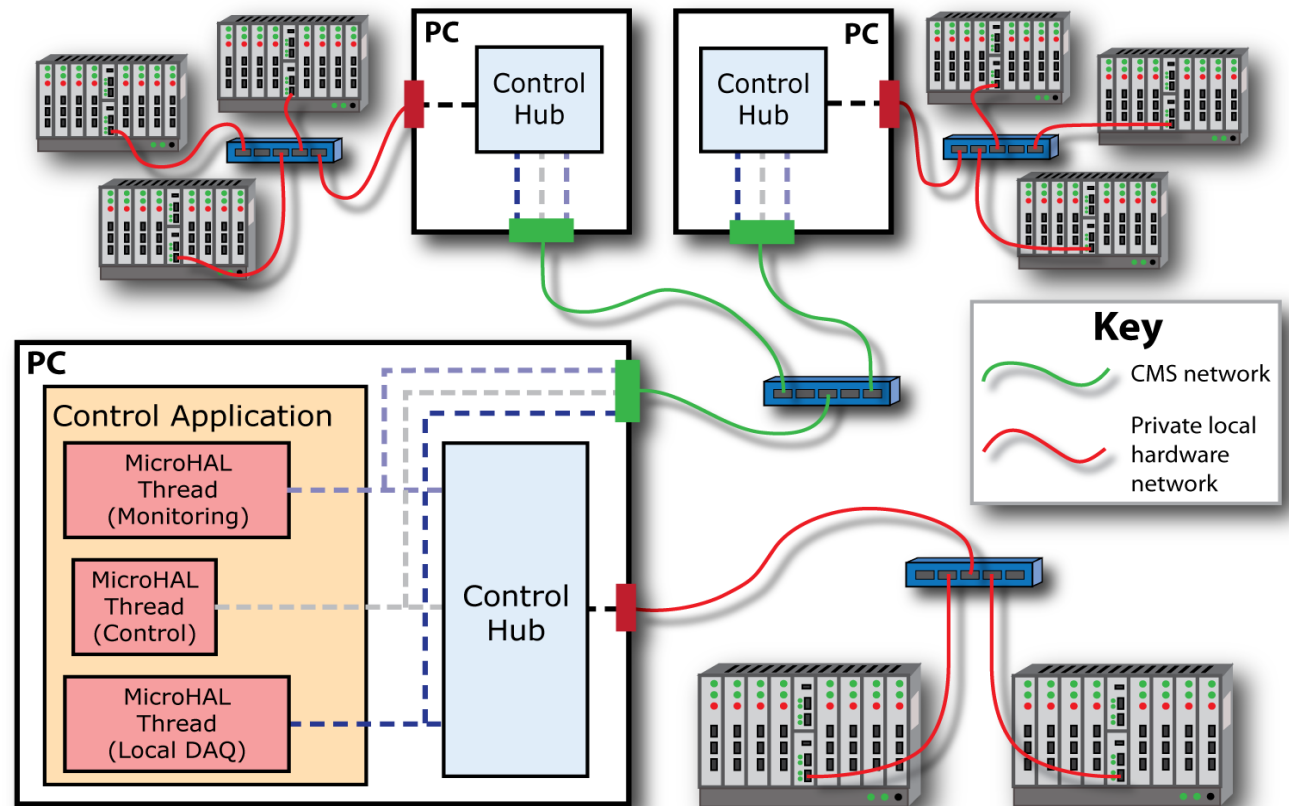 PC
Control
Hub
PC
Control
Hub
Key
CMS network
Private local
hardware
network
PC
Control Application
MicroHAL
Thread
(Monitoring)
MicroHAL
Thread
(Control)
MicroHAL
Thread
(Local DAQ)
Control
Hub